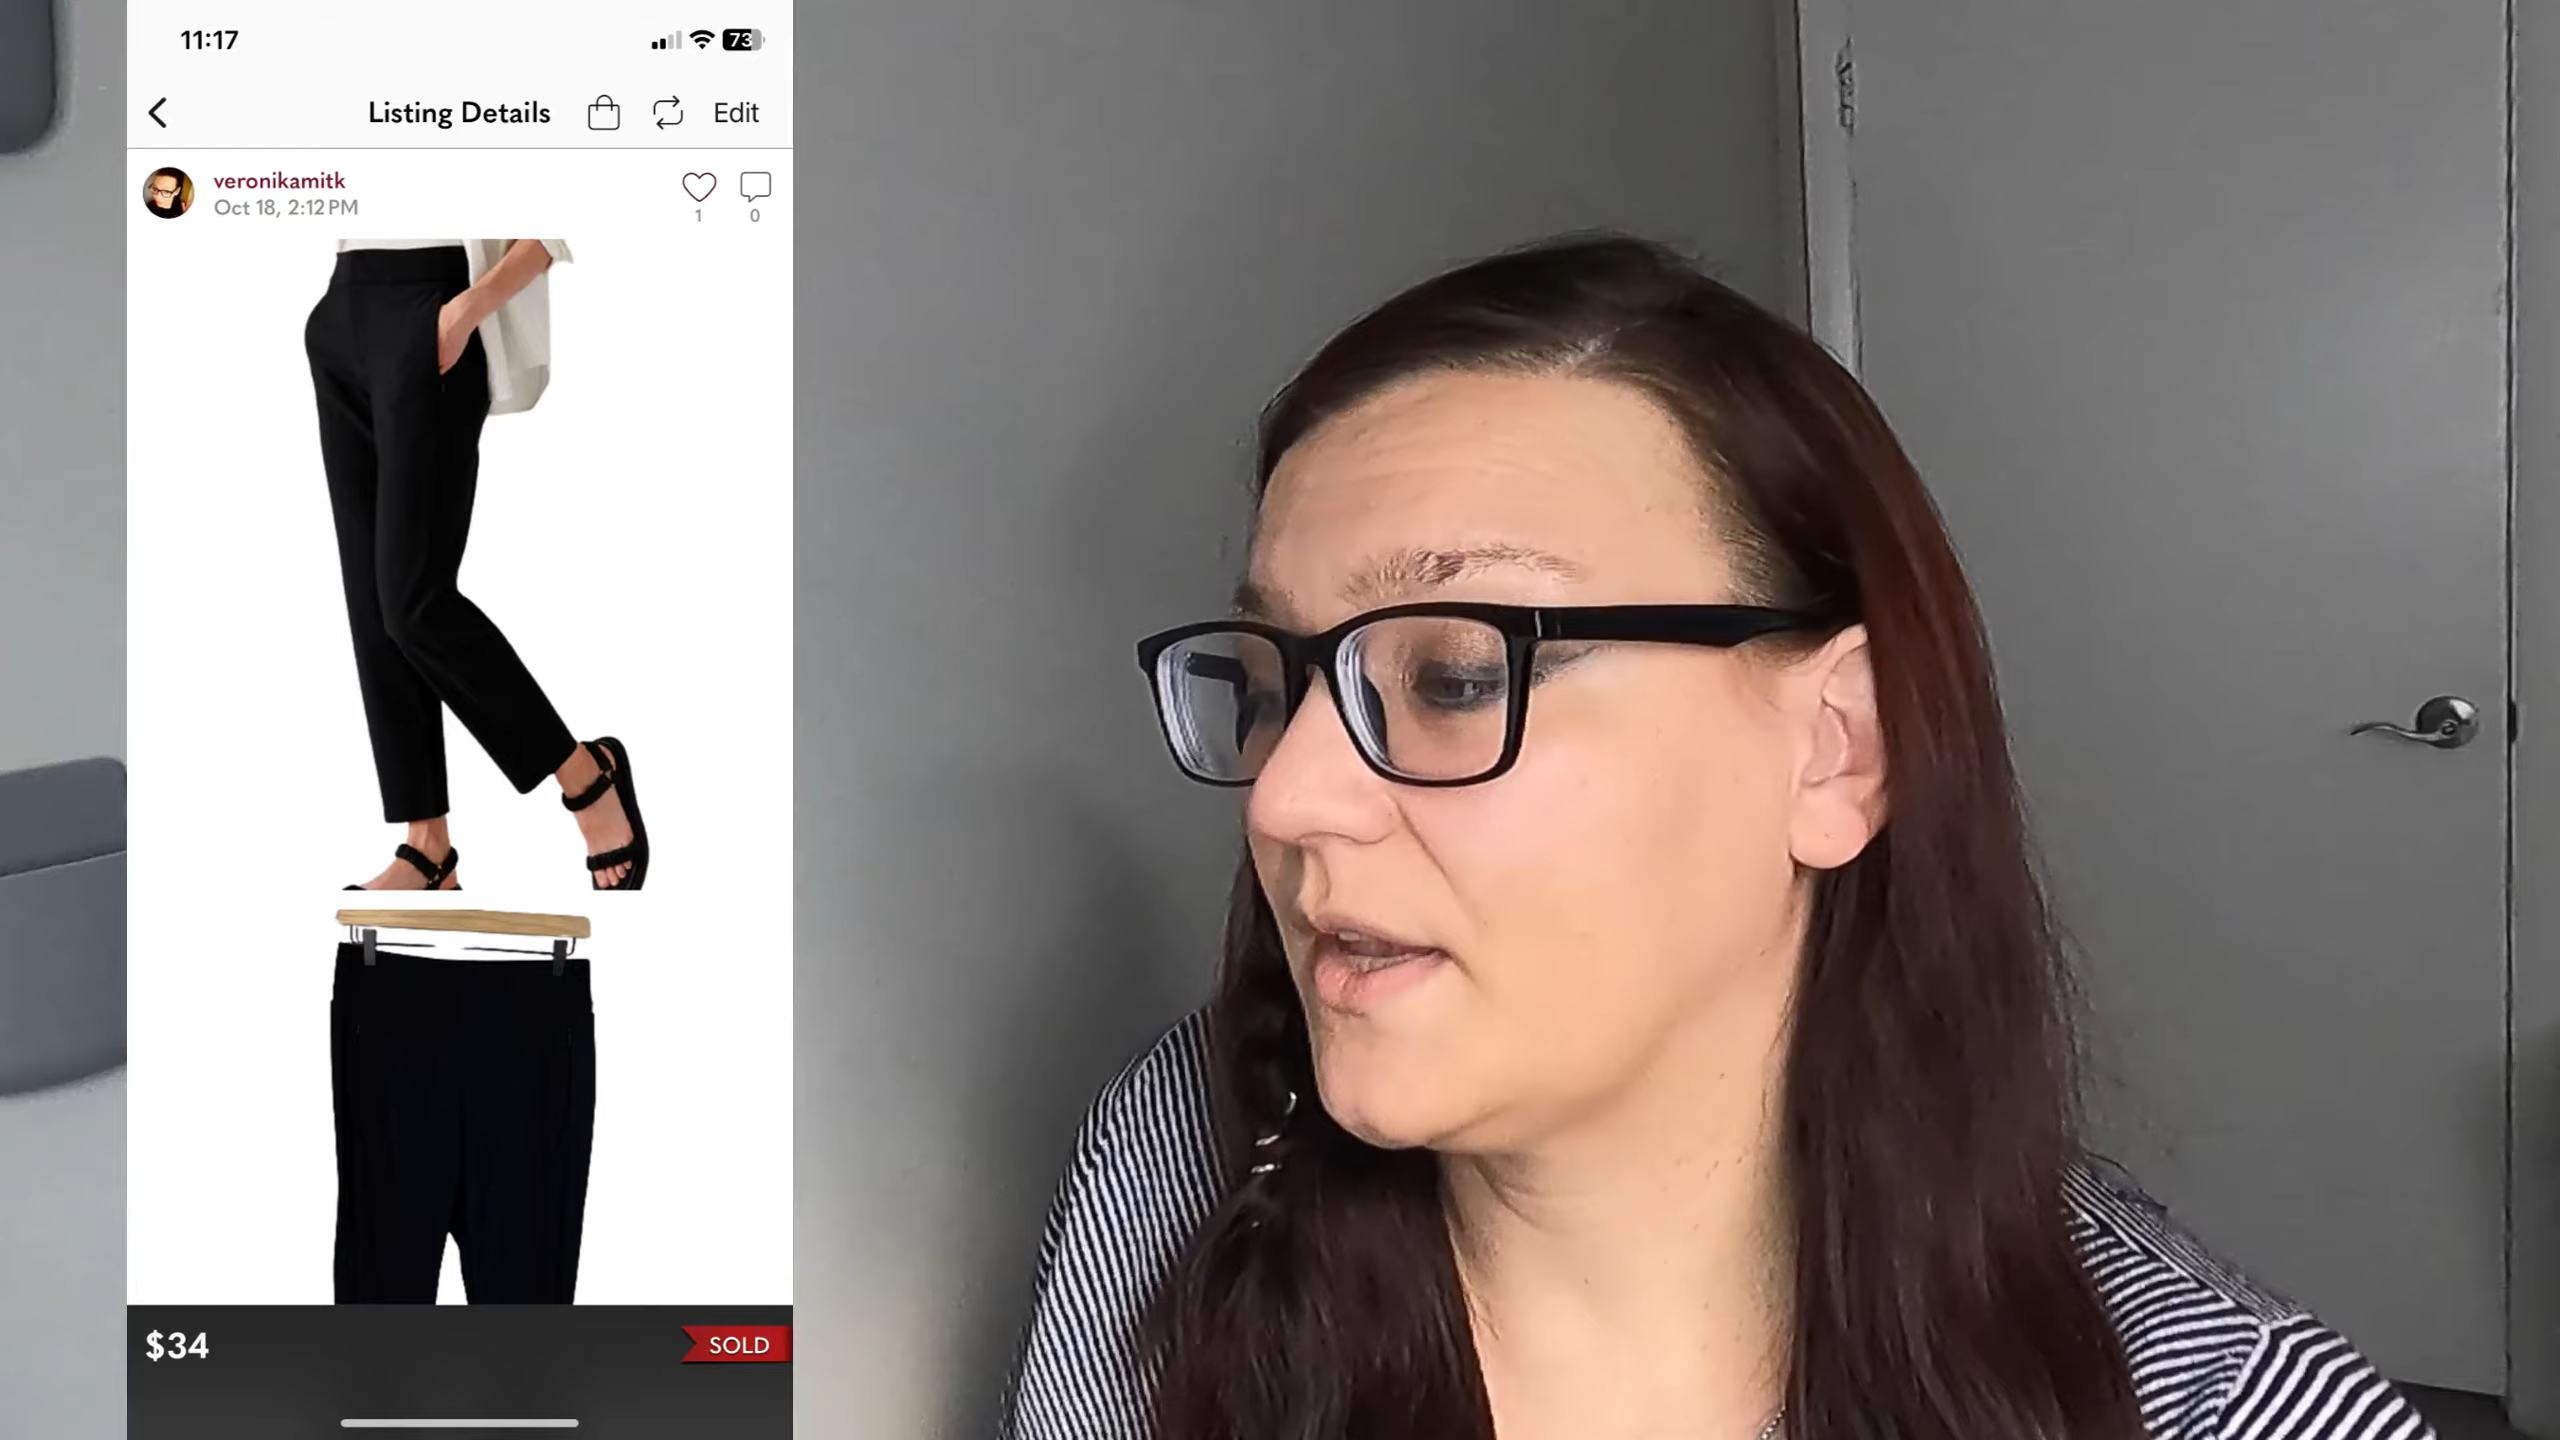 11:17
73
Listing Details
Edit
veronikamitk
Oct 18, 2:12 PM
1
0
$34
SOLD